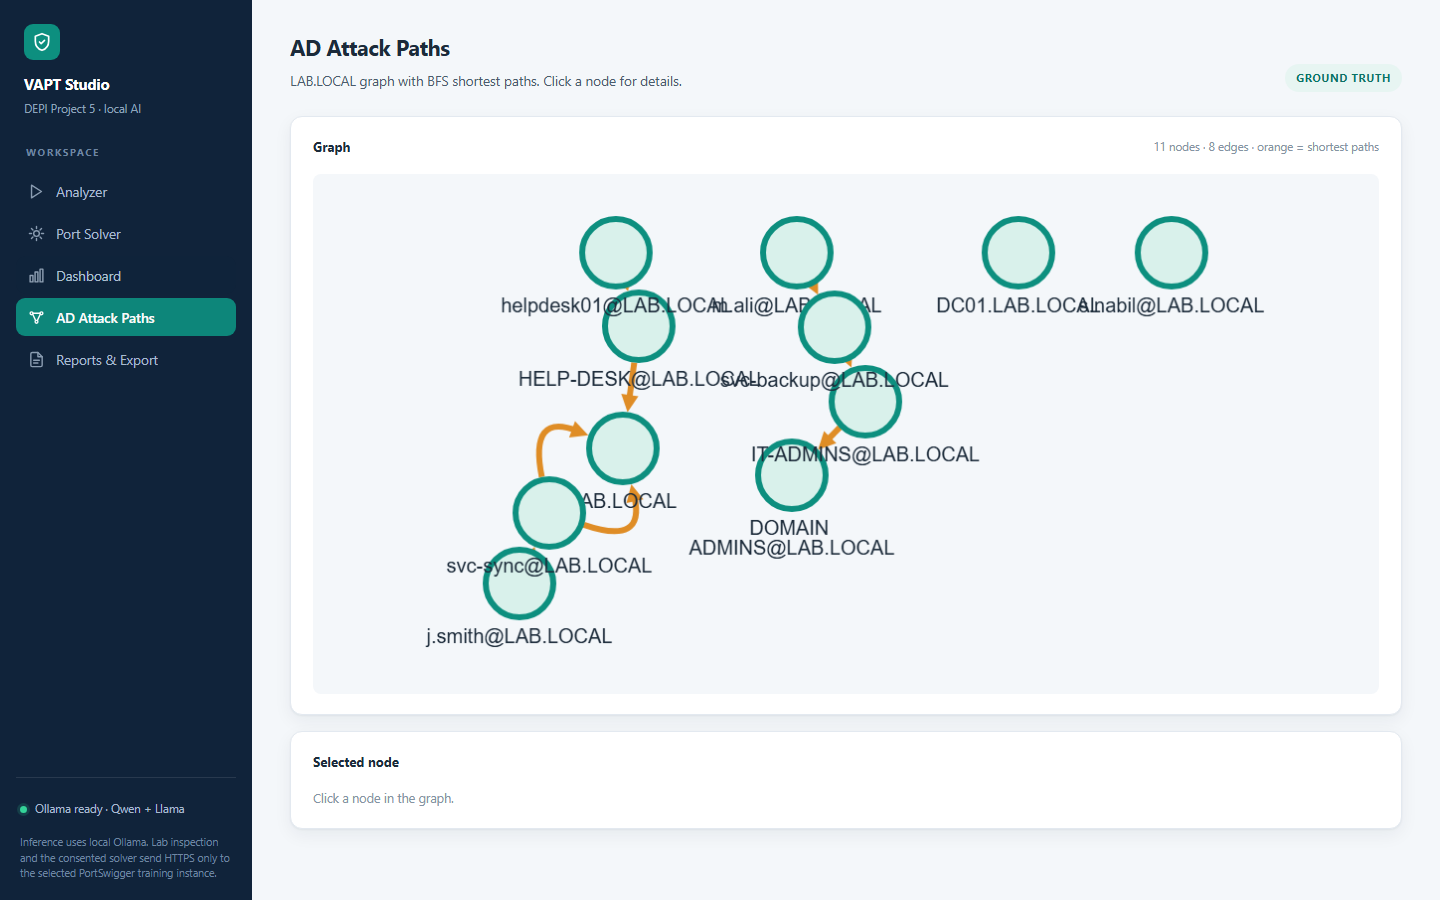 VAPT Studio
DEPI Project 5 · local AI
WORKSPACE
Analyzer
Port Solver
Dashboard
AD Attack Paths
Reports & Export
Ollama ready · Qwen + Llama
Inference uses local Ollama. Lab inspection
and the consented solver send HTTPS only to
the selected PortSwigger training instance.
AD Attack Paths
LAB.LOCAL graph with BFS shortest paths. Click a node for details.
GROUND TRUTH
Graph
11 nodes · 8 edges · orange = shortest paths
helpdesk01@LAB.LOCAL
m.ali@LAB.LOCAL
DC01.LAB.LOCAL
s.nabil@LAB.LOCAL
HELP-DESK@LAB.LOCAL
svc-backup@LAB.LOCAL
IT-ADMINS@LAB.LOCAL
AB.LOCAL
DOMAIN
ADMINS@LAB.LOCAL
svc-sync@LAB.LOCAL
j.smith@LAB.LOCAL
Selected node
Click a node in the graph.